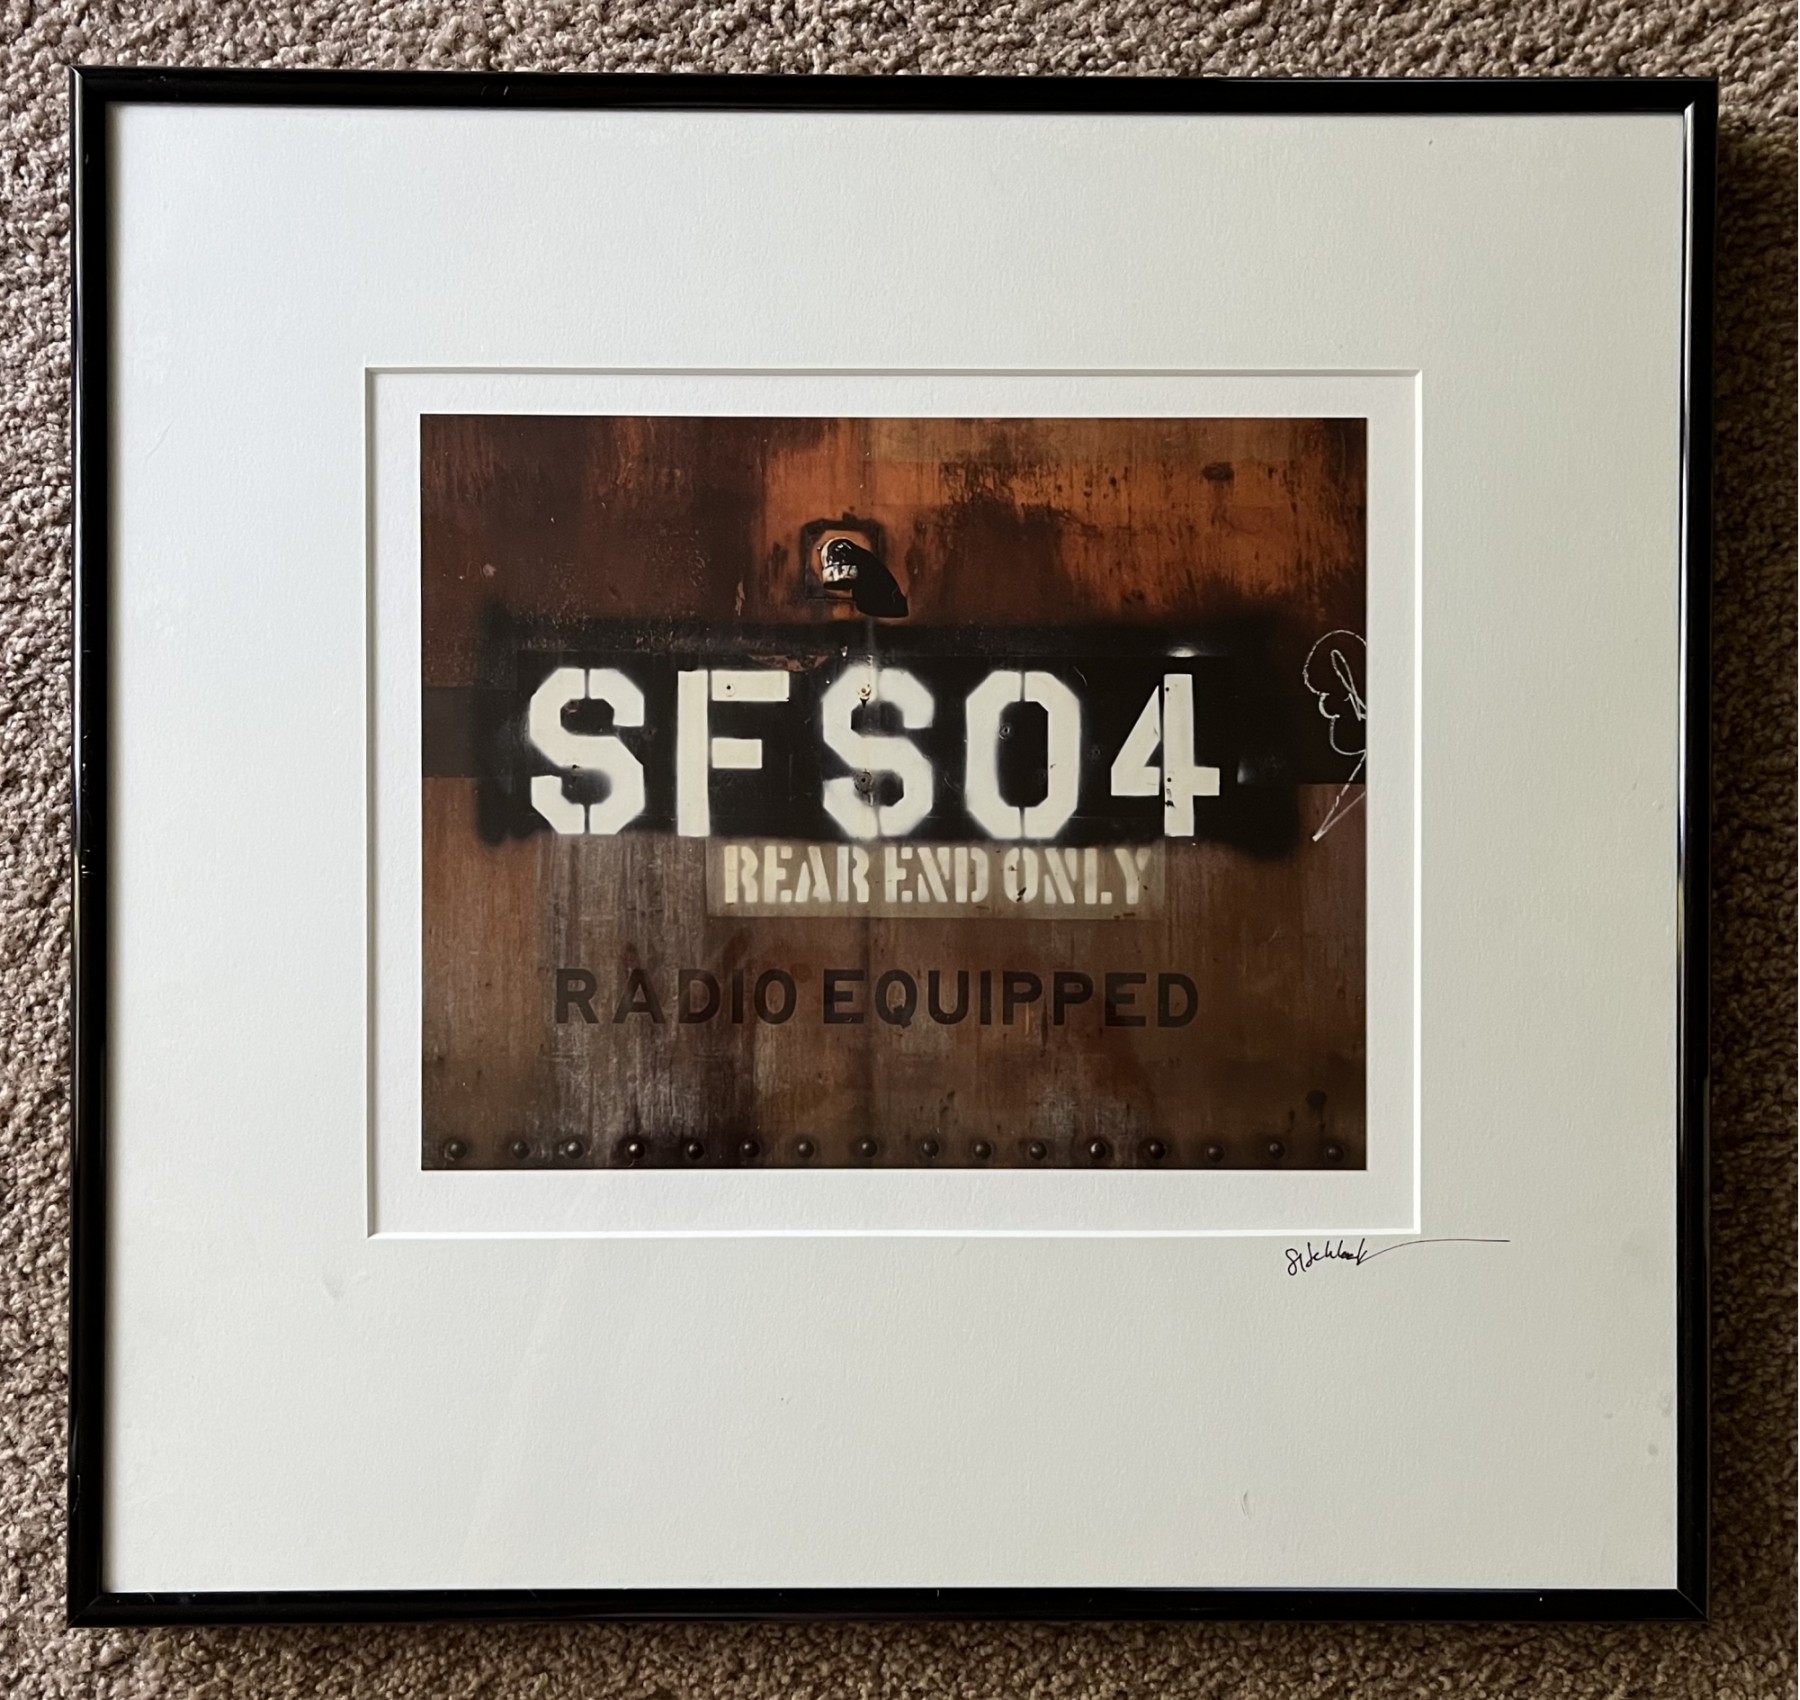 SFS04
REAR END ONLY
RADIO EQUIPPED